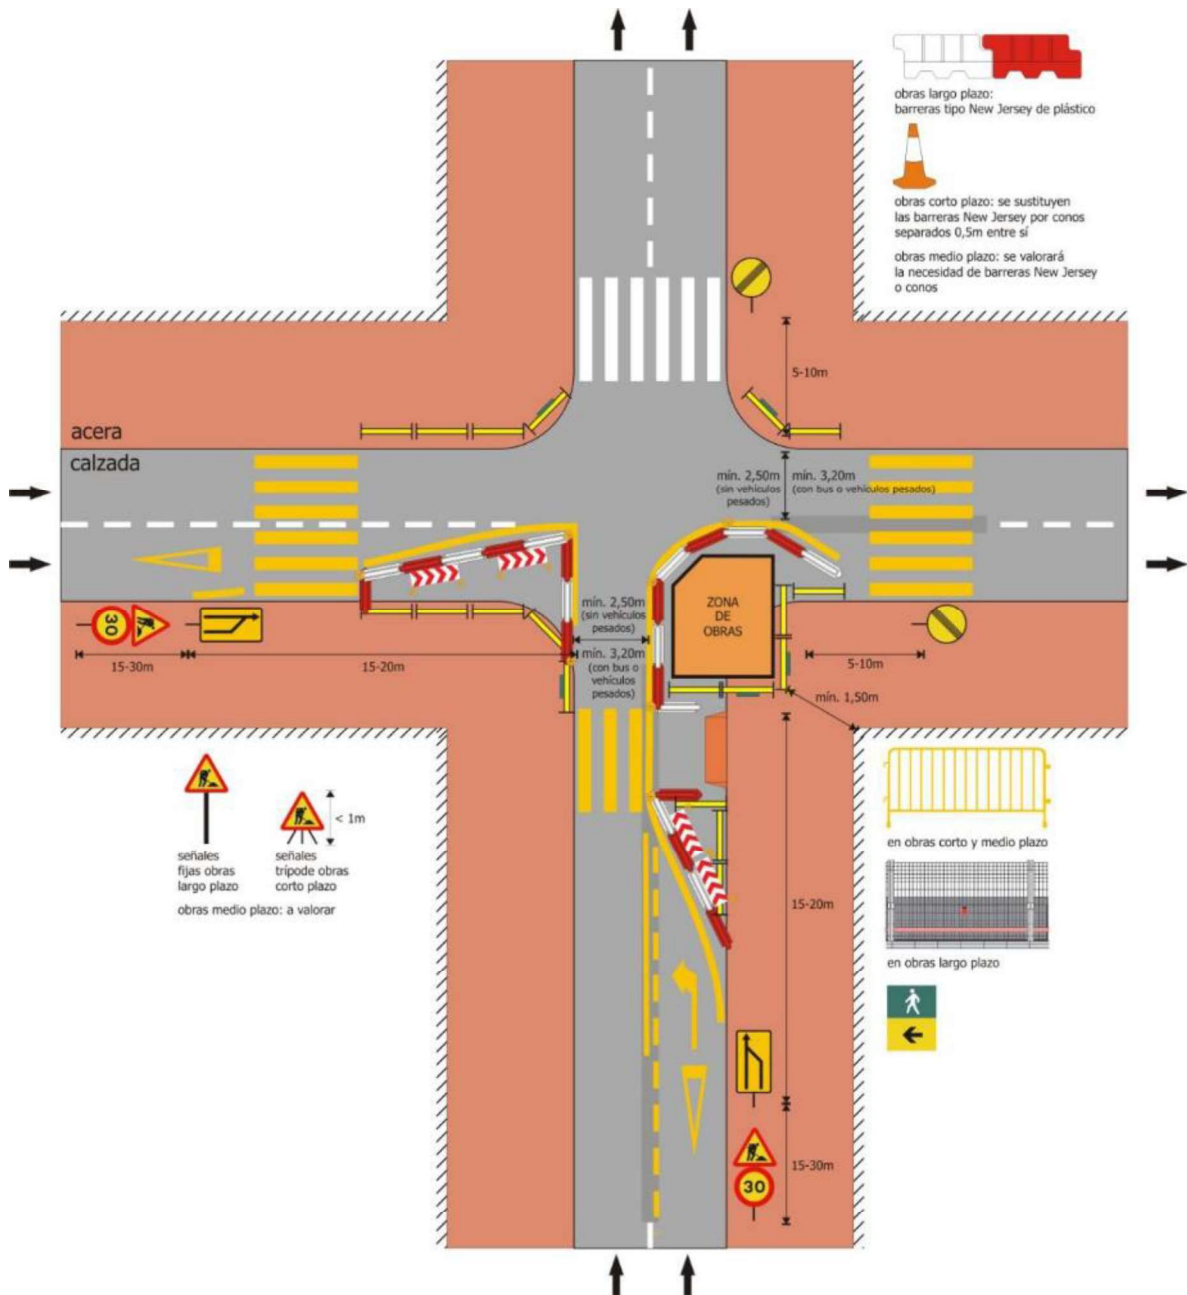 obras largo plazo:
barreras tipo New Jersey de plástico
obras corto plazo: se sustituyen
las barreras New Jersey por conos
separados 0,5m entre sí
obras medio plazo: se valorará
la necesidad de barreras New Jersey
o conos
5-10m
acera
calzada
mín. 2,50m
(sin vehículos
pesados)
mín. 3,20m
(con bus o vehículos pesados)
mín. 2,50m
(sin vehículos
pesados)
mín. 3,20m
(con bus o
vehículos
pesados)
ZONA
DE
OBRAS
30
15-30m
15-20m
5-10m
mín. 1,50m
< 1m
señales
fijas obras
largo plazo
señales
trípode obras
corto plazo
obras medio plazo: a valorar
en obras corto y medio plazo
en obras largo plazo
15-20m
15-30m
30